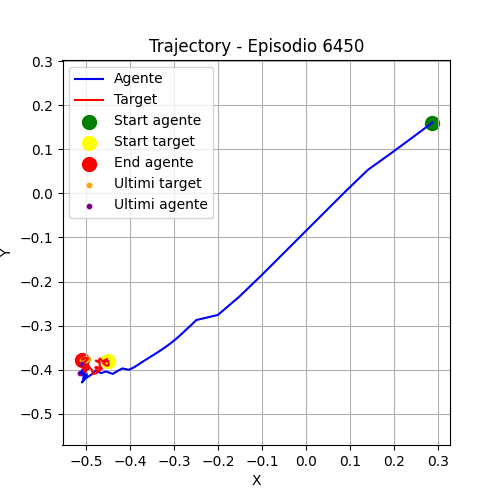 Trajectory - Episodio 6450
0.3
0.2
0.1
0.0
−0.1
−0.2
−0.3
−0.4
−0.5
Y
Agente
Target
Start agente
Start target
End agente
Ultimi target
Ultimi agente
−0.5 −0.4 −0.3 −0.2 −0.1 0.0 0.1 0.2 0.3
X